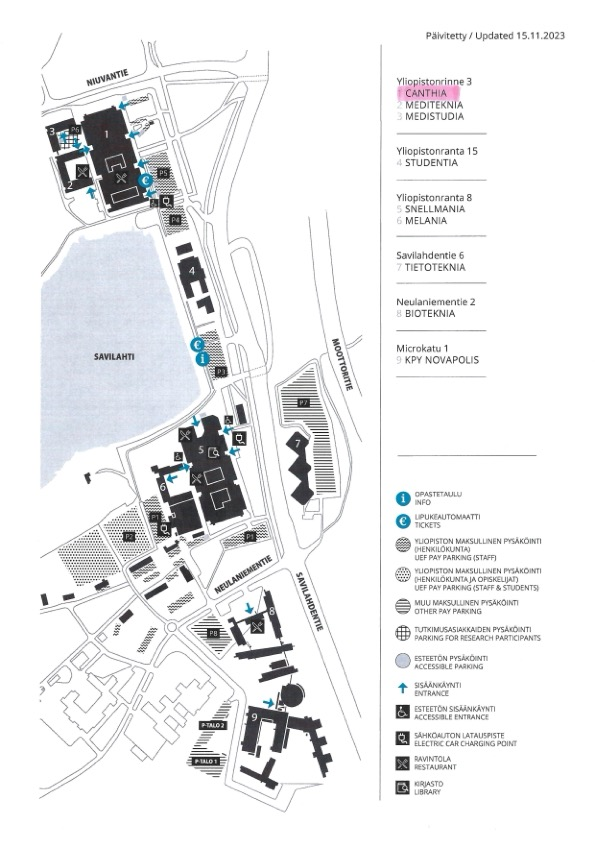 Päivitetty / Updated 15.11.2023
Yliopistonrinne 3
1 CANTHIA
2 MEDITEKNIA
3 MEDISTUDIA
Yliopistonranta 15
4 STUDENTIA
Yliopistonranta 8
5 SNELLMANIA
6 MELANIA
Savilahdentie 6
7 TIETOTEKNIA
Neulaniementie 2
8 BIOTEKNIA
Microkatu 1
9 KPY NOVAPOLIS
NIUVANTIE
3
P6
1
2
P5
€
P4
4
SAVILAHTI
€
i
P3
MOOTTORITIE
P7
7
5
6
P1
P2
P1
NEULANIEMENTIE
SAVILAHDENTIE
8
P8
9
P-TALO 2
P-TALO 1
i OPASTETAULU
INFO
€ LIPUKEAUTOMAATTI
TICKETS
YLIOPISTON MAKSULLINEN PYSÄKÖINTI
(HENKILÖKUNTA)
UEF PAY PARKING (STAFF)
YLIOPISTON MAKSULLINEN PYSÄKÖINTI
(HENKILÖKUNTA JA OPISKELIJAT)
UEF PAY PARKING (STAFF & STUDENTS)
MUU MAKSULLINEN PYSÄKÖINTI
OTHER PAY PARKING
TUTKIMUSASIAKKAIDEN PYSÄKÖINTI
PARKING FOR RESEARCH PARTICIPANTS
ESTEETÖN PYSÄKÖINTI
ACCESSIBLE PARKING
SISÄÄNKÄYNTI
ENTRANCE
ESTEETÖN SISÄÄNKÄYNTI
ACCESSIBLE ENTRANCE
SÄHKÖAUTON LATAUSPISTE
ELECTRIC CAR CHARGING POINT
RAVINTOLA
RESTAURANT
KIRJASTO
LIBRARY